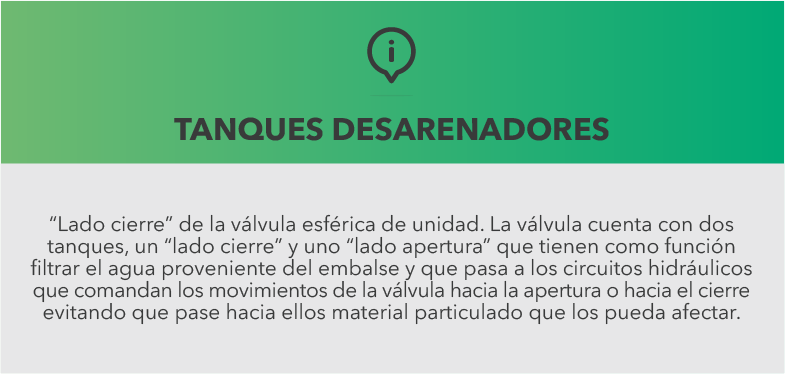 TANQUES DESARENADORES
“Lado cierre” de la válvula esférica de unidad. La válvula cuenta con dos
tanques, un “lado cierre” y uno “lado apertura” que tienen como función
filtrar el agua proveniente del embalse y que pasa a los circuitos hidráulicos
que comandan los movimientos de la válvula hacia la apertura o hacia el cierre
evitando que pase hacia ellos material particulado que los pueda afectar.